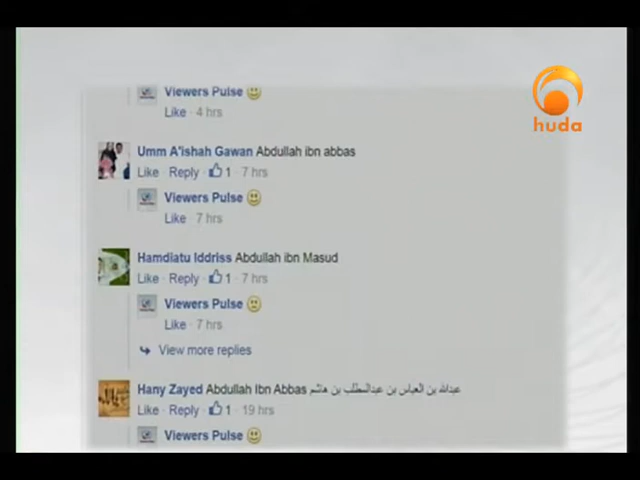 Viewers Pulse
Like · 4 hrs
huda
Umm A'ishah Gawan Abdullah ibn abbas
Like · Reply · 1 · 7 hrs
Viewers Pulse
Like · 7 hrs
Hamdiatu Iddriss Abdullah ibn Masud
Like · Reply · 1 · 7 hrs
Viewers Pulse
Like · 7 hrs
View more replies
Hany Zayed Abdullah Ibn Abbas عبدالله بن العباس بن عبدالمطلب بن هاشم
Like · Reply · 1 · 19 hrs
Viewers Pulse